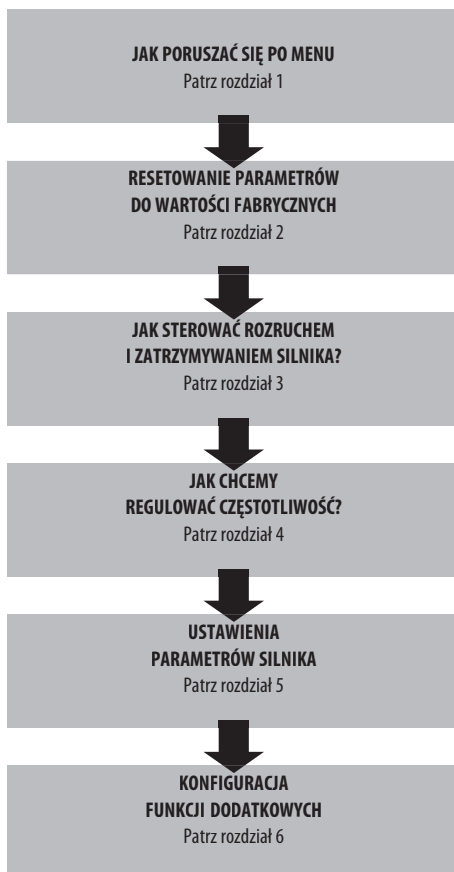 JAK PORUSZAĆ SIĘ PO MENU
Patrz rozdział 1
RESETOWANIE PARAMETRÓW
DO WARTOŚCI FABRYCZNYCH
Patrz rozdział 2
JAK STEROWAĆ ROZRUCHEM
I ZATRZYMYWANIEM SILNIKA?
Patrz rozdział 3
JAK CHCEMY
REGULOWAĆ CZĘSTOTLIWOŚĆ?
Patrz rozdział 4
USTAWIENIA
PARAMETRÓW SILNIKA
Patrz rozdział 5
KONFIGURACJA
FUNKCJI DODATKOWYCH
Patrz rozdział 6